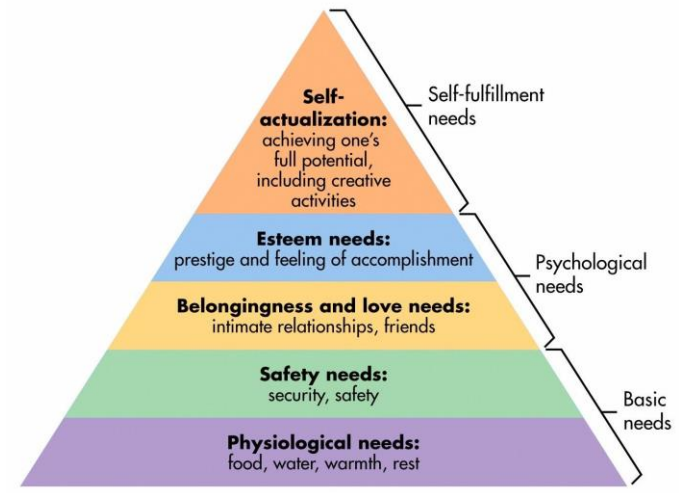 Self-
actualization:
achieving one's
full potential,
including creative
activities
Self-fulfillment
needs
Esteem needs:
prestige and feeling of accomplishment
Psychological
needs
Belongingness and love needs:
intimate relationships, friends
Safety needs:
security, safety
Basic
needs
Physiological needs:
food, water, warmth, rest